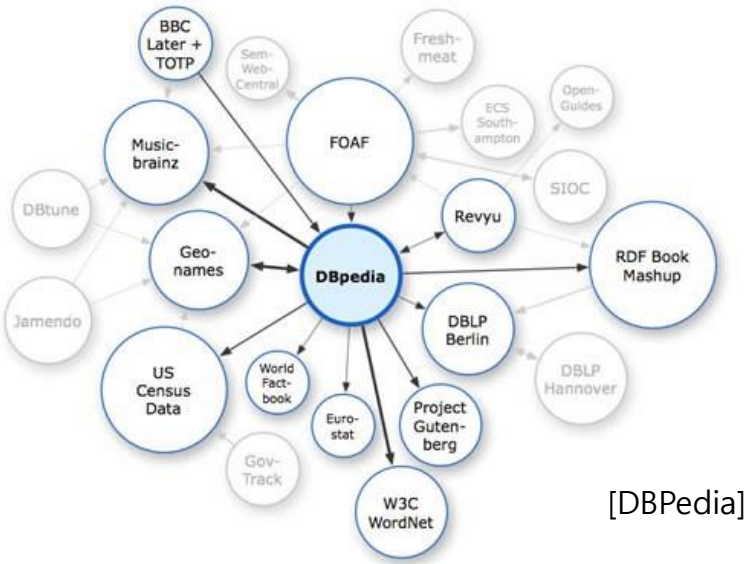 BBC
Later +
TOTP
Sem-
Web-
Central
Fresh-
meat
FOAF
ECS
South-
ampton
Open-
Guides
Music-
brainz
DBtune
SIOC
Revyu
Geo-
names
DBpedia
RDF Book
Mashup
Jamendo
DBLP
Berlin
US
Census
Data
World
Fact-
book
DBLP
Hannover
Euro-
stat
Project
Guten-
berg
Gov-
Track
W3C
WordNet
[DBPedia]